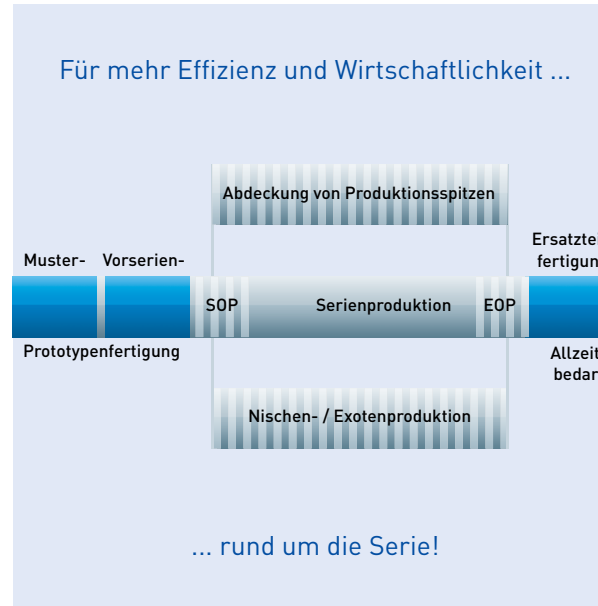 Für mehr Effizienz und Wirtschaftlichkeit ...
Abdeckung von Produktionsspitzen
Muster- Vorserien-
SOP Serienproduktion EOP
Prototypenfertigung
Allzeit
Nischen- / Exotenproduktion
... rund um die Serie!